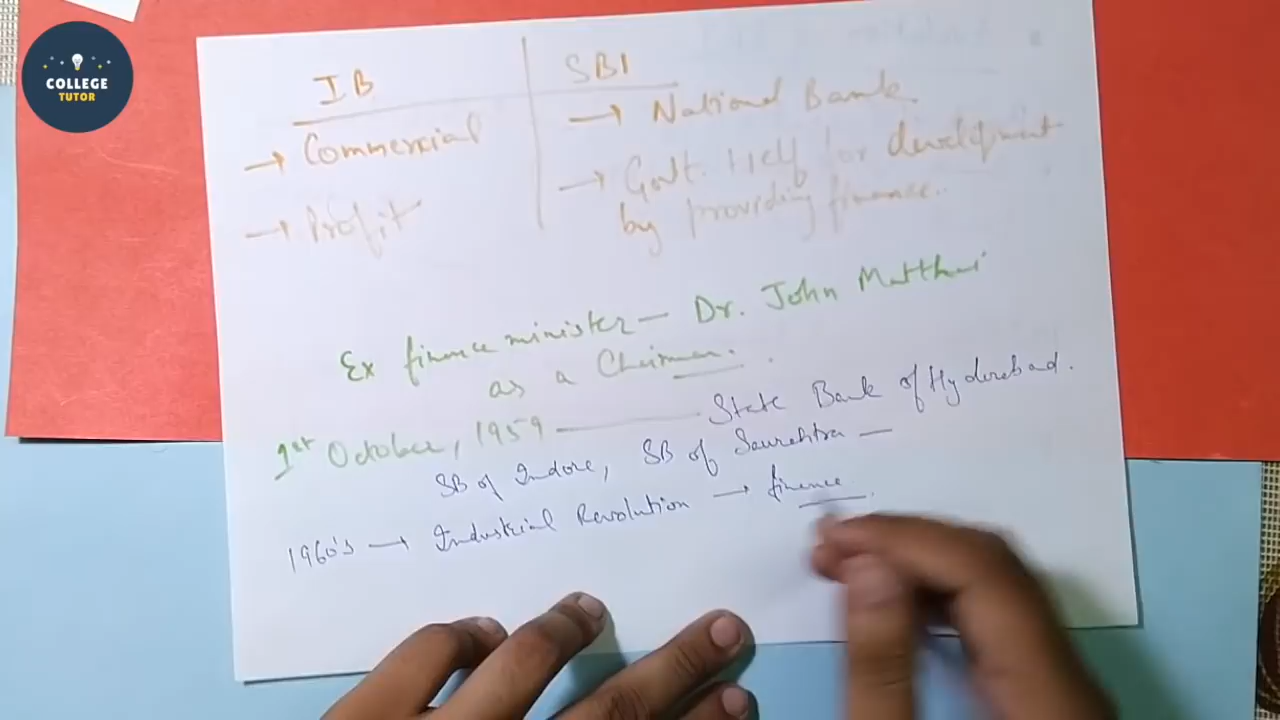 COLLEGE
TUTOR
IB
SBI
→ Commercial
→ Profit
→ National Bank.
→ Govt. Help for development
by providing finance..
Ex finance minister — Dr. John Matthai
as a Chairman.
1st October, 1959 — State Bank of Hyderabad.
SB of Indore, SB of Saurashtra —
1960's → Industrial Revolution → finance.